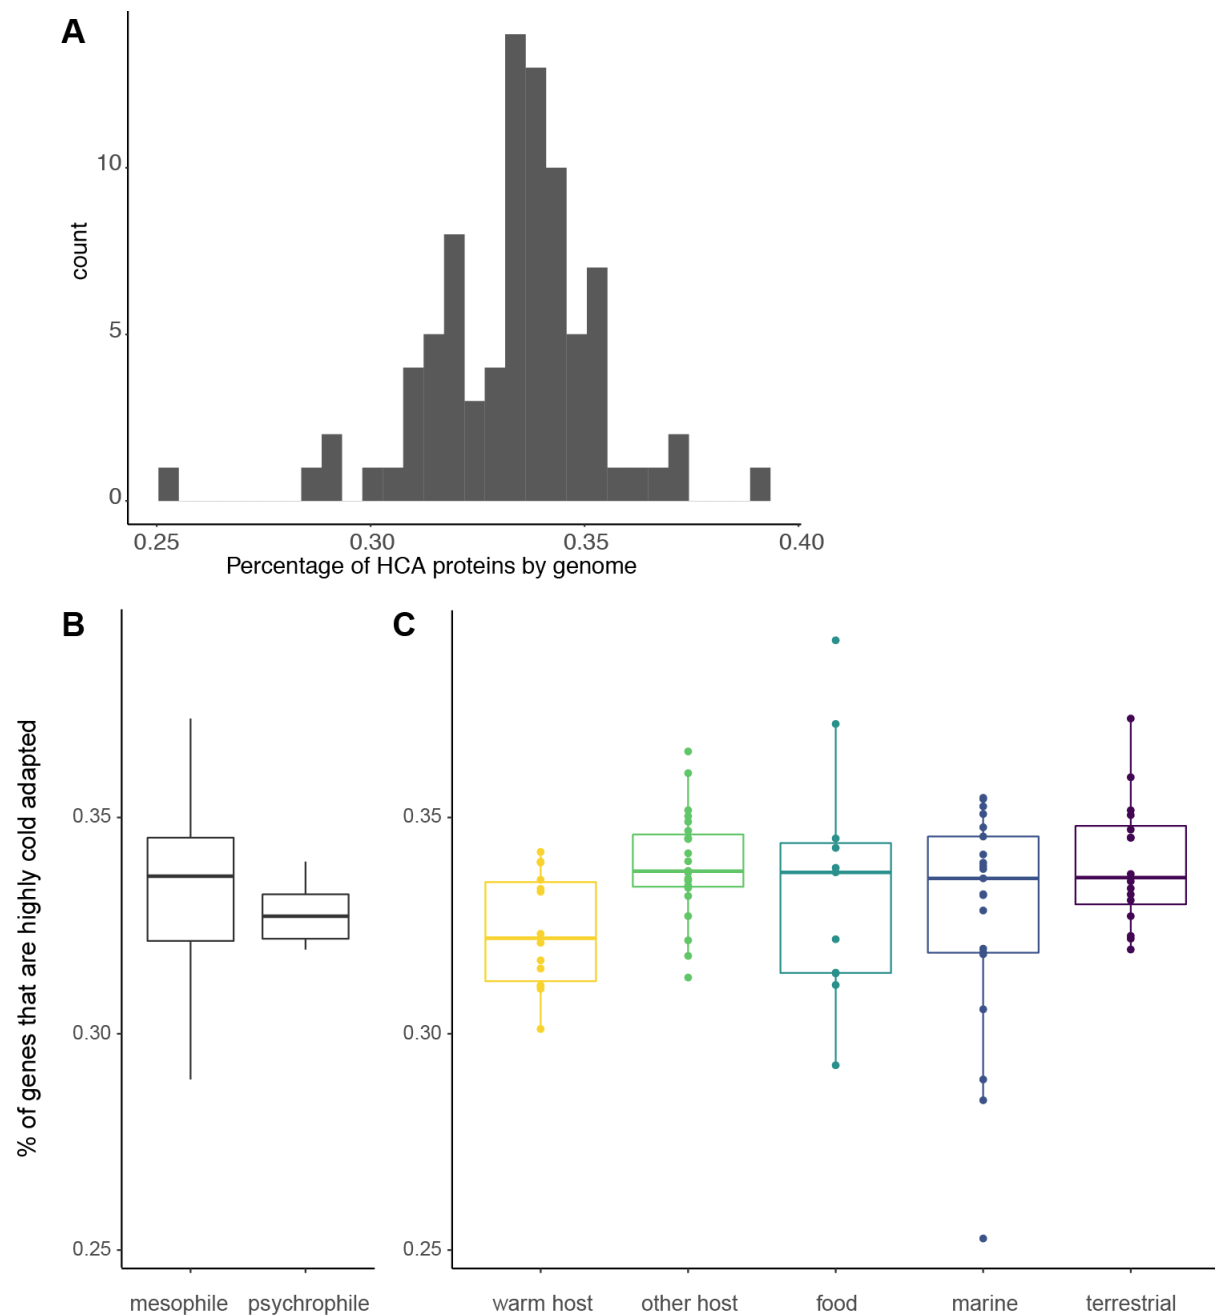 A
count
10
5
0
0.25 0.30 0.35 0.40
Percentage of HCA proteins by genome
B
C
% of genes that are highly cold adapted
0.35
0.30
0.25
mesophile psychrophile
0.35
0.30
0.25
warm host other host food marine terrestrial